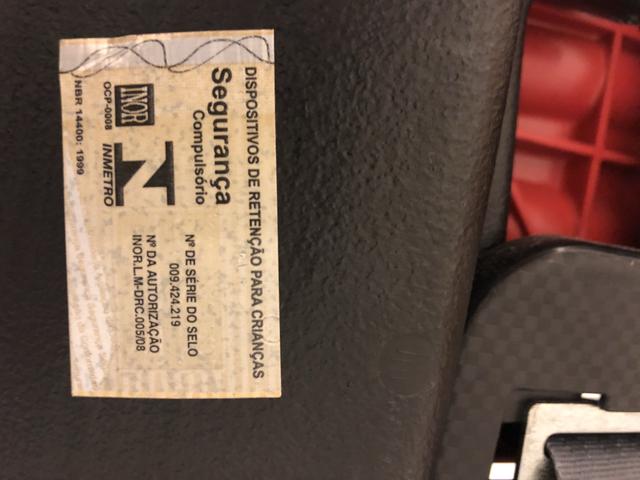 DISPOSITIVOS DE RETENÇÃO PARA CRIANÇAS
Segurança
Compulsório
INOR
OCP-0008
N
INMETRO
NBR 14400: 1999
Nº DE SÉRIE DO SELO
009.424.219
Nº DA AUTORIZAÇÃO
INOR.L.M-DRC.005/08